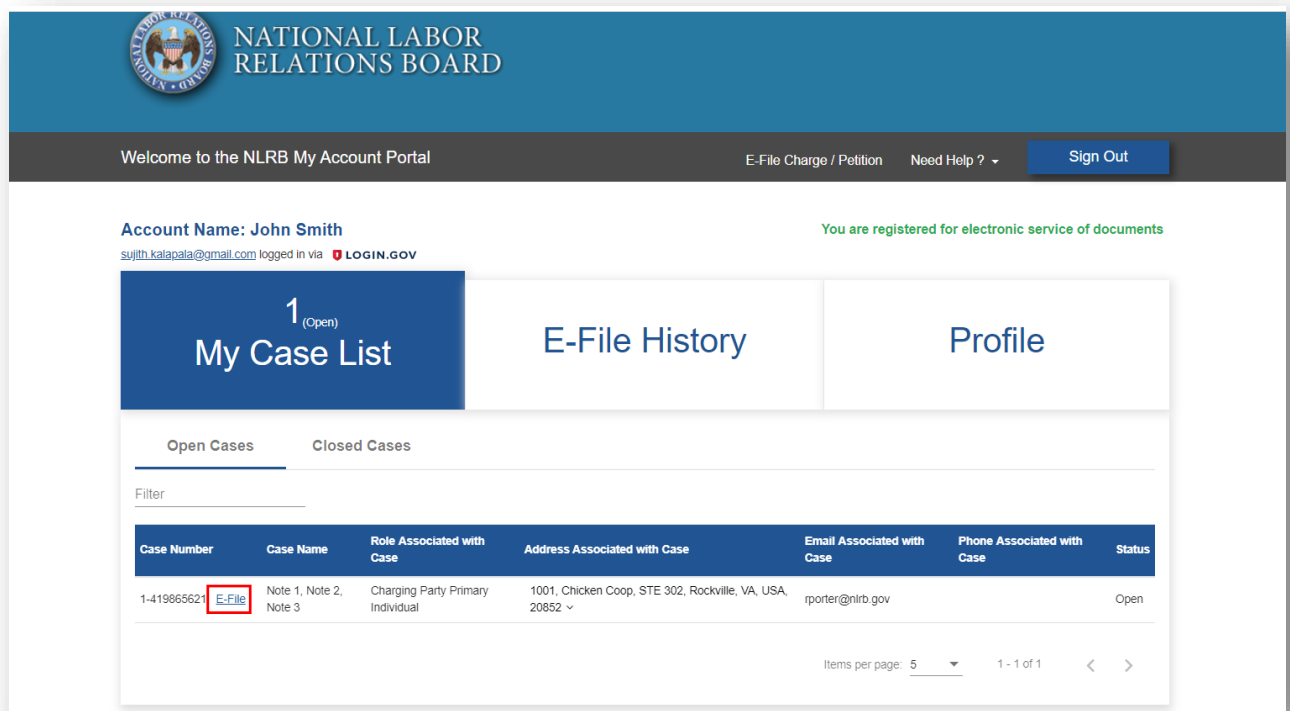 NATIONAL LABOR RELATIONS BOARD
NATIONAL LABOR
RELATIONS BOARD
Welcome to the NLRB My Account Portal
E-File Charge / Petition
Need Help ?
Sign Out
Account Name: John Smith
You are registered for electronic service of documents
sujith.kalapala@gmail.com logged in via LOGIN.GOV
1 (Open)
My Case List
E-File History
Profile
Open Cases
Closed Cases
Filter
Case Number
Case Name
Role Associated with
Case
Address Associated with Case
Email Associated with
Case
Phone Associated with
Case
Status
1-419865621
E-File
Note 1, Note 2,
Note 3
Charging Party Primary
Individual
1001, Chicken Coop, STE 302, Rockville, VA, USA,
20852
rporter@nlrb.gov
Open
Items per page: 5
1 - 1 of 1